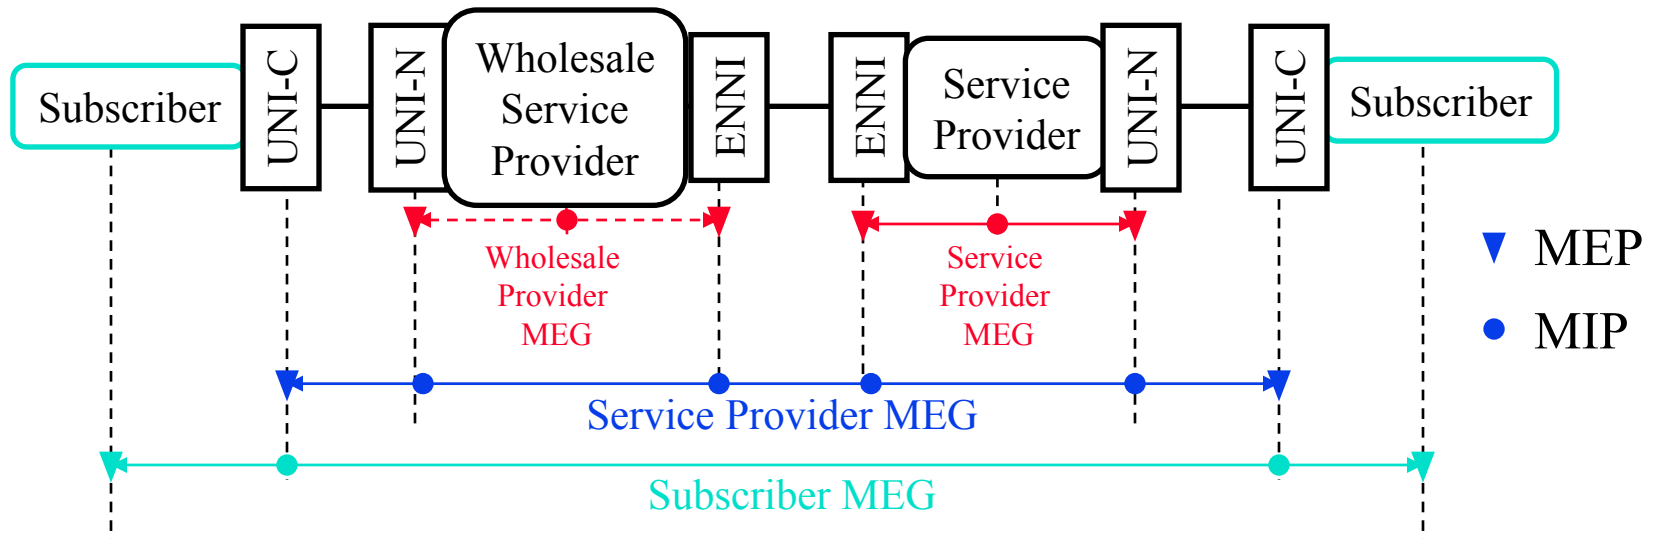 Subscriber
UNI-C
UNI-N
Wholesale
Service
Provider
ENNI
ENNI
Service
Provider
UNI-N
UNI-C
Subscriber
Wholesale
Provider
MEG
Service
Provider
MEG
MEP
MIP
Service Provider MEG
Subscriber MEG